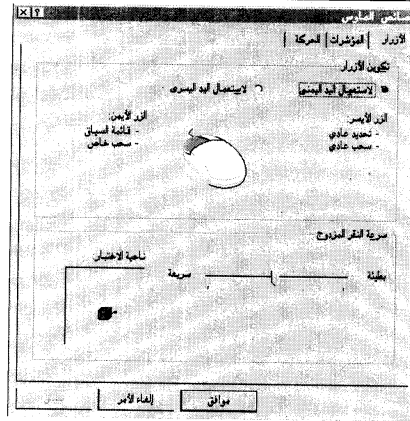 خصائص الماوس
الأزرار المؤشرات الحركة
تكوين الأزرار
لاستعمال اليد اليمنى لاستعمال اليد اليسرى
الزر الأيسر: الزر الأيمن:
- تحديد عادي - قائمة السياق
- سحب عادي - سحب خاص
سرعة النقر المزدوج
ناحية الاختبار
بطيئة سريعة
موافق إلغاء الأمر